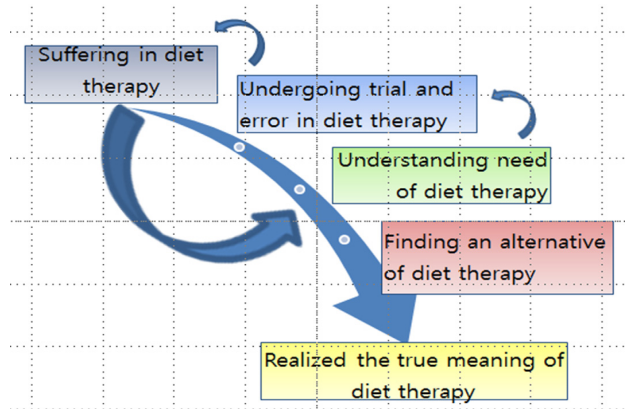 Suffering in diet
therapy
Undergoing trial and
error in diet therapy
Understanding need
of diet therapy
Finding an alternative
of diet therapy
Realized the true meaning of
diet therapy